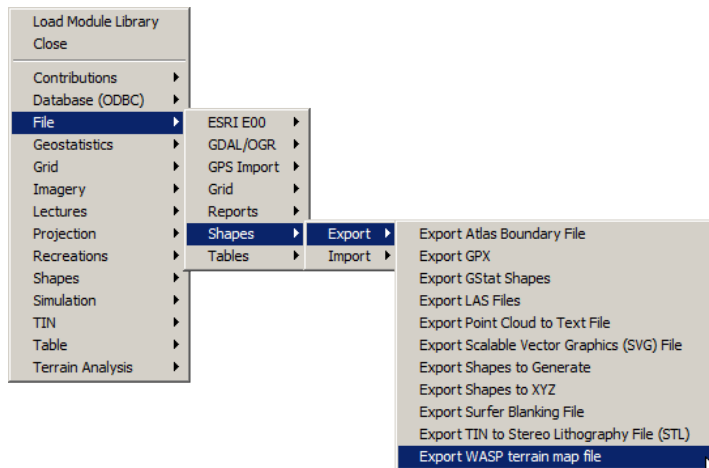 Load Module Library
Close
Contributions
Database (ODBC)
File
Geostatistics
Grid
Imagery
Lectures
Projection
Recreations
Shapes
Simulation
TIN
Table
Terrain Analysis
ESRI E00
GDAL/OGR
GPS Import
Grid
Reports
Shapes
Tables
Export
Import
Export Atlas Boundary File
Export GPX
Export GStat Shapes
Export LAS Files
Export Point Cloud to Text File
Export Scalable Vector Graphics (SVG) File
Export Shapes to Generate
Export Shapes to XYZ
Export Surfer Blanking File
Export TIN to Stereo Lithography File (STL)
Export WASP terrain map file